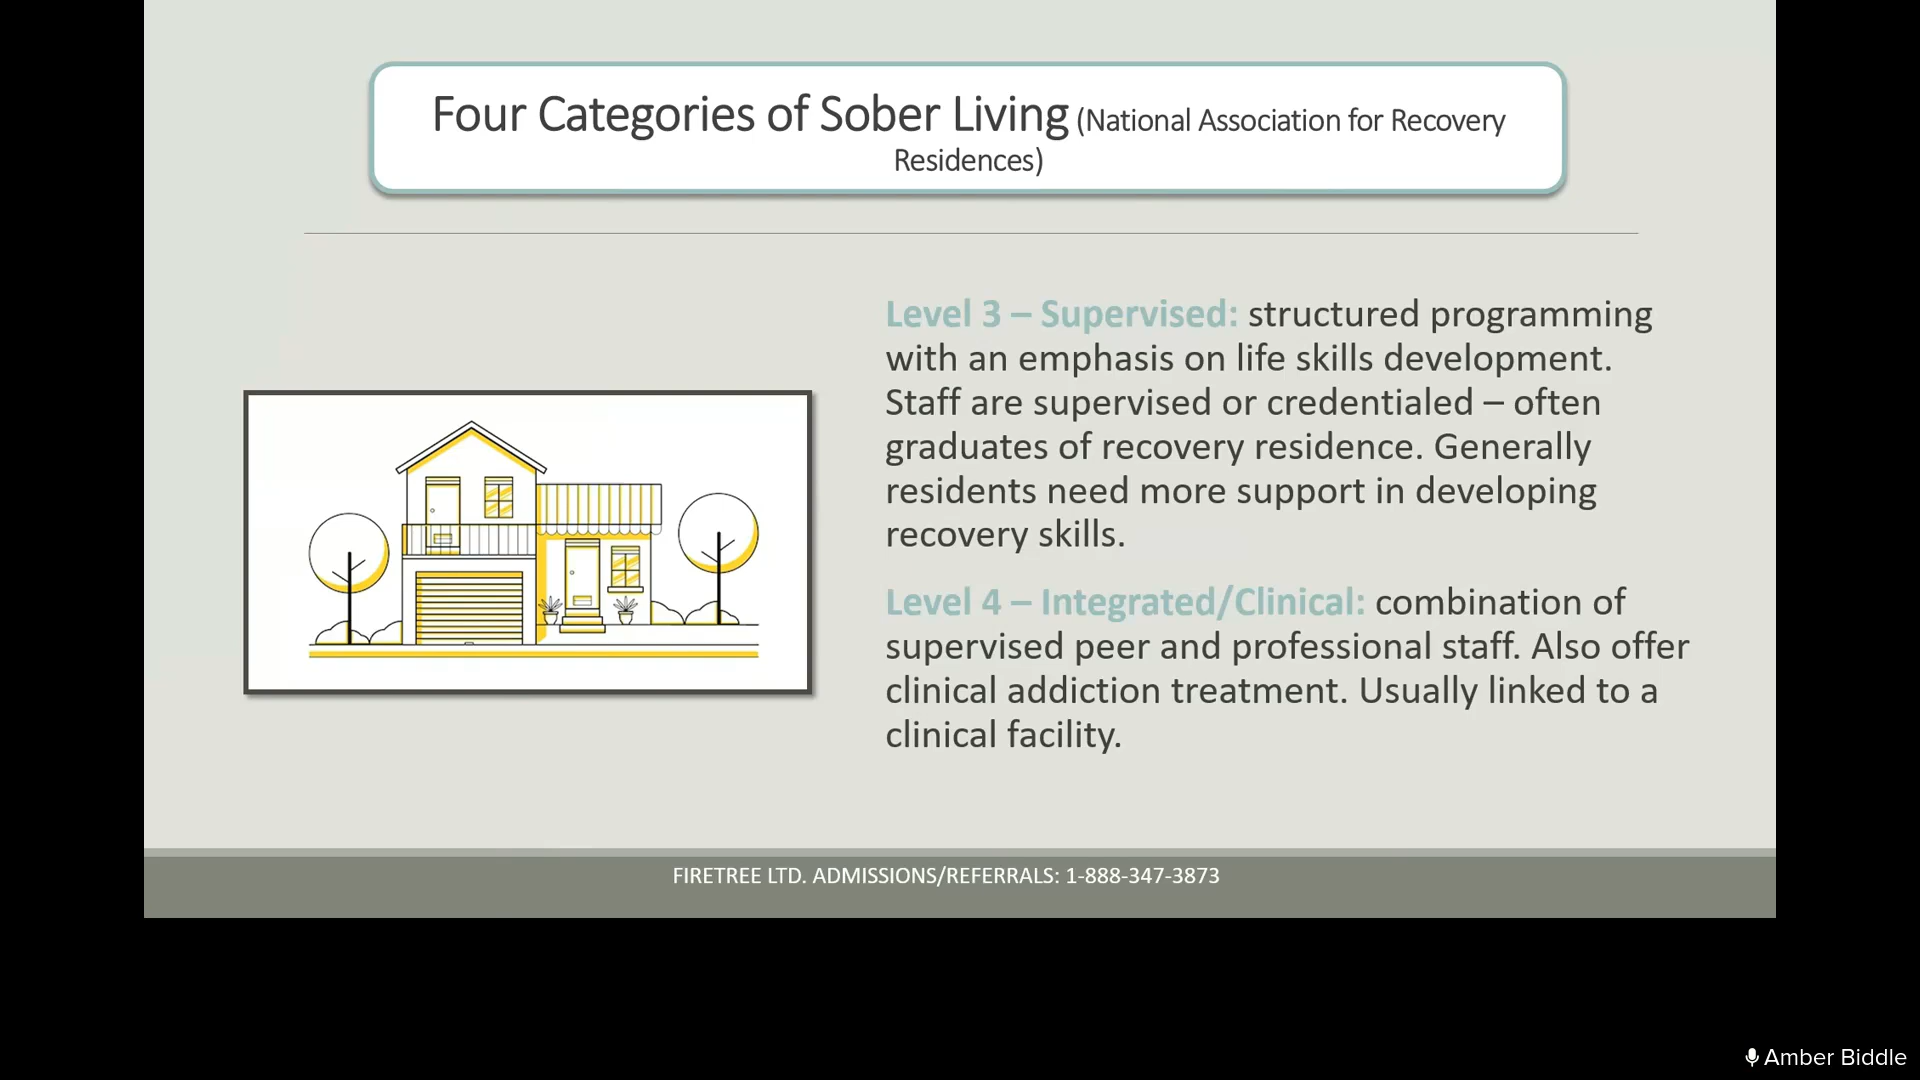 Four Categories of Sober Living (National Association for Recovery
Residences)
Level 3 – Supervised: structured programming
with an emphasis on life skills development.
Staff are supervised or credentialed – often
graduates of recovery residence. Generally
residents need more support in developing
recovery skills.
Level 4 – Integrated/Clinical: combination of
supervised peer and professional staff. Also offer
clinical addiction treatment. Usually linked to a
clinical facility.
FIRETREE LTD. ADMISSIONS/REFERRALS: 1-888-347-3873
Amber Biddle